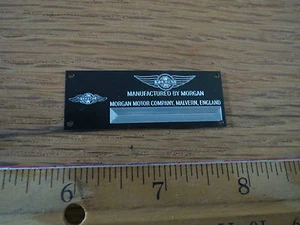 MANUFACTURED BY MORGAN
MORGAN MOTOR COMPANY, MALVERN, ENGLAND
6 7 8